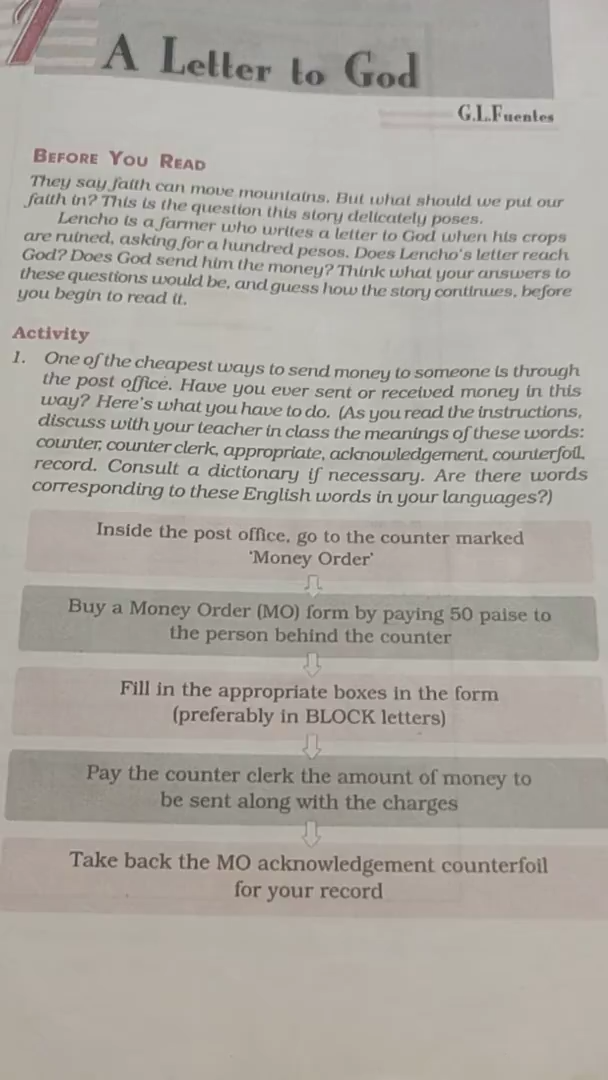 A Letter to God
G.L.Fuentes
BEFORE YOU READ
They say faith can move mountains. But what should we put our
faith in? This is the question this story delicately poses.
Lencho is a farmer who writes a letter to God when his crops
are ruined, asking for a hundred pesos. Does Lencho's letter reach
God? Does God send him the money? Think what your answers to
these questions would be, and guess how the story continues, before
you begin to read it.
Activity
1. One of the cheapest ways to send money to someone is through
the post office. Have you ever sent or received money in this
way? Here's what you have to do. (As you read the instructions,
discuss with your teacher in class the meanings of these words:
counter, counter clerk, appropriate, acknowledgement, counterfoil,
record. Consult a dictionary if necessary. Are there words
corresponding to these English words in your languages?)
Inside the post office, go to the counter marked
'Money Order'
Buy a Money Order (MO) form by paying 50 paise to
the person behind the counter
Fill in the appropriate boxes in the form
(preferably in BLOCK letters)
Pay the counter clerk the amount of money to
be sent along with the charges
Take back the MO acknowledgement counterfoil
for your record